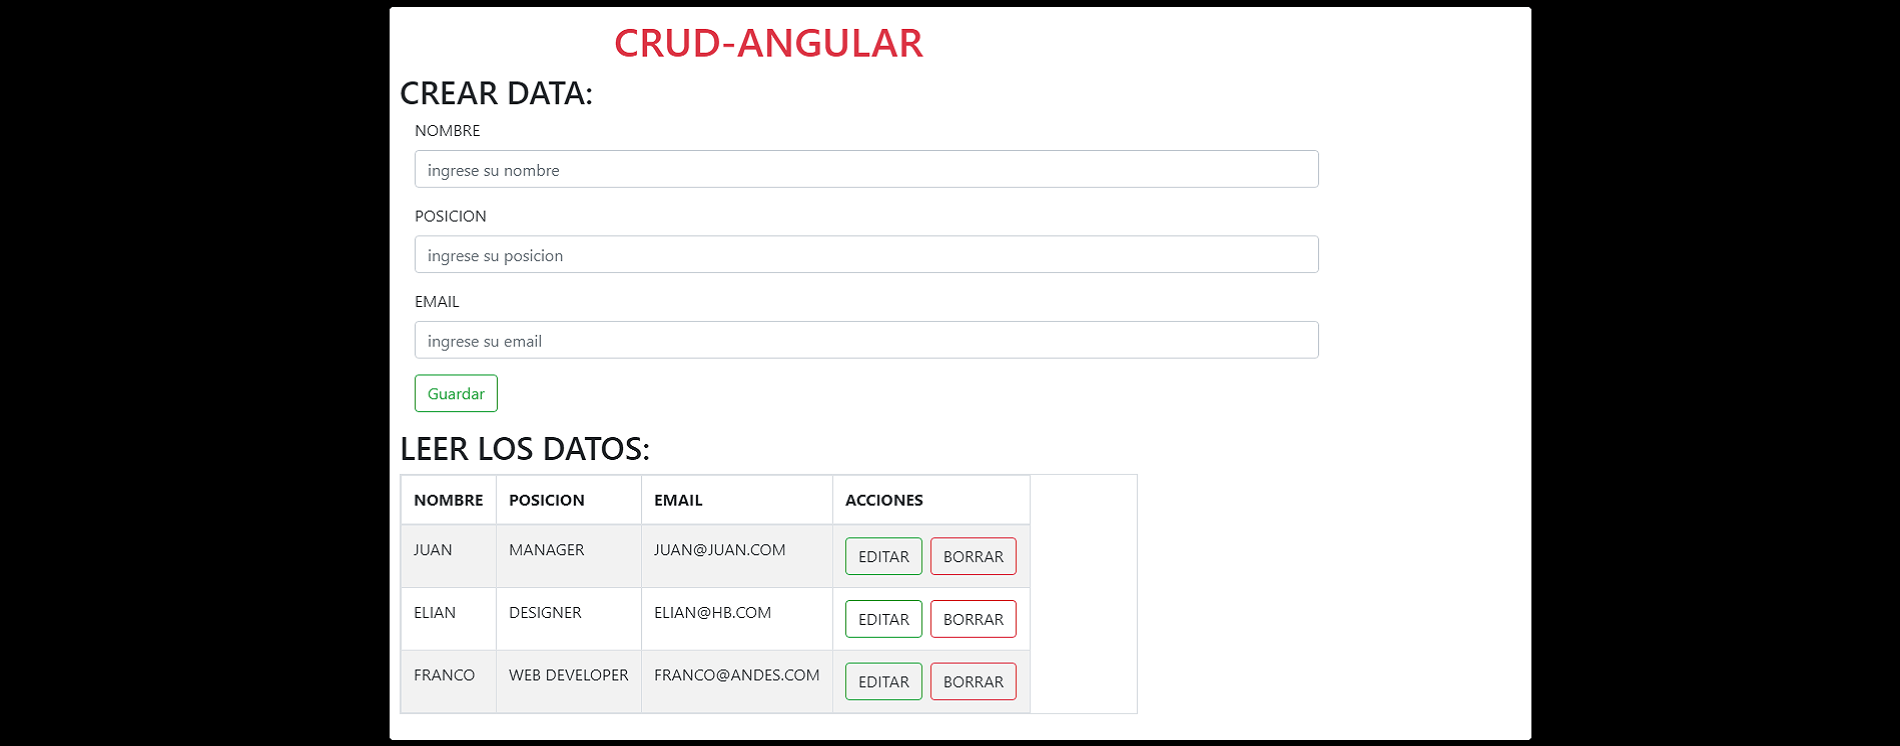 CRUD-ANGULAR
CREAR DATA:
NOMBRE
ingrese su nombre
POSICION
ingrese su posicion
EMAIL
ingrese su email
Guardar
LEER LOS DATOS:
NOMBRE POSICION EMAIL ACCIONES
JUAN MANAGER JUAN@JUAN.COM EDITAR BORRAR
ELIAN DESIGNER ELIAN@HB.COM EDITAR BORRAR
FRANCO WEB DEVELOPER FRANCO@ANDES.COM EDITAR BORRAR